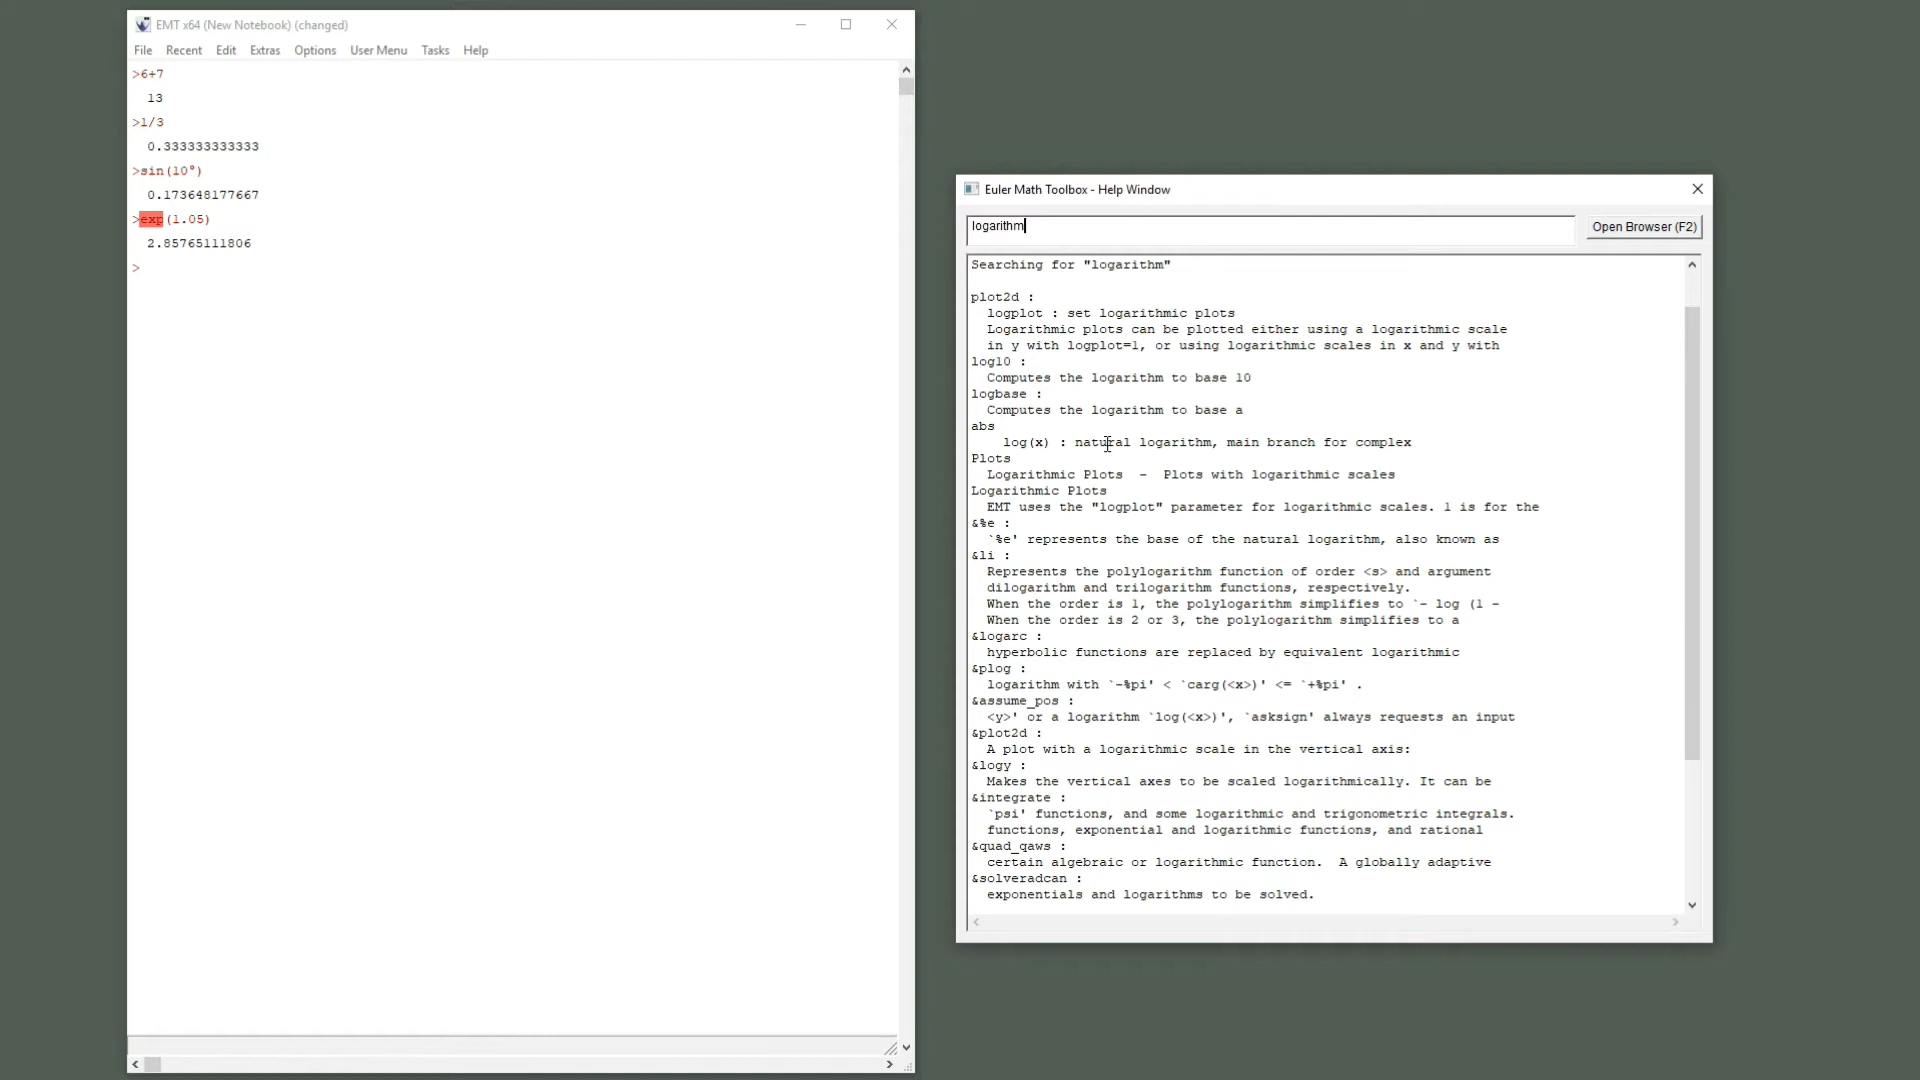 EMT x64 (New Notebook) (changed)
File Recent Edit Extras Options User Menu Tasks Help
>6+7
13
>1/3
0.333333333333
>sin(10°)
0.173648177667
>exp(1.05)
2.85765111806
>
Euler Math Toolbox - Help Window
logarithm
Open Browser (F2)
Searching for "logarithm"
plot2d :
logplot : set logarithmic plots
Logarithmic plots can be plotted either using a logarithmic scale
in y with logplot=1, or using logarithmic scales in x and y with
log10 :
Computes the logarithm to base 10
logbase :
Computes the logarithm to base a
abs
log(x) : natural logarithm, main branch for complex
Plots
Logarithmic Plots - Plots with logarithmic scales
Logarithmic Plots
EMT uses the "logplot" parameter for logarithmic scales. 1 is for the
&%e :
`%e' represents the base of the natural logarithm, also known as
&li :
Represents the polylogarithm function of order <s> and argument
dilogarithm and trilogarithm functions, respectively.
When the order is 1, the polylogarithm simplifies to `- log (1 -
When the order is 2 or 3, the polylogarithm simplifies to a
&logarc :
hyperbolic functions are replaced by equivalent logarithmic
&plog :
logarithm with `-%pi' < `carg(<x>)' <= `+%pi' .
&assume_pos :
<y>' or a logarithm `log(<x>)', `asksign' always requests an input
&plot2d :
A plot with a logarithmic scale in the vertical axis:
&logy :
Makes the vertical axes to be scaled logarithmically. It can be
&integrate :
`psi' functions, and some logarithmic and trigonometric integrals.
functions, exponential and logarithmic functions, and rational
&quad_qaws :
certain algebraic or logarithmic function.  A globally adaptive
&solveradcan :
exponentials and logarithms to be solved.